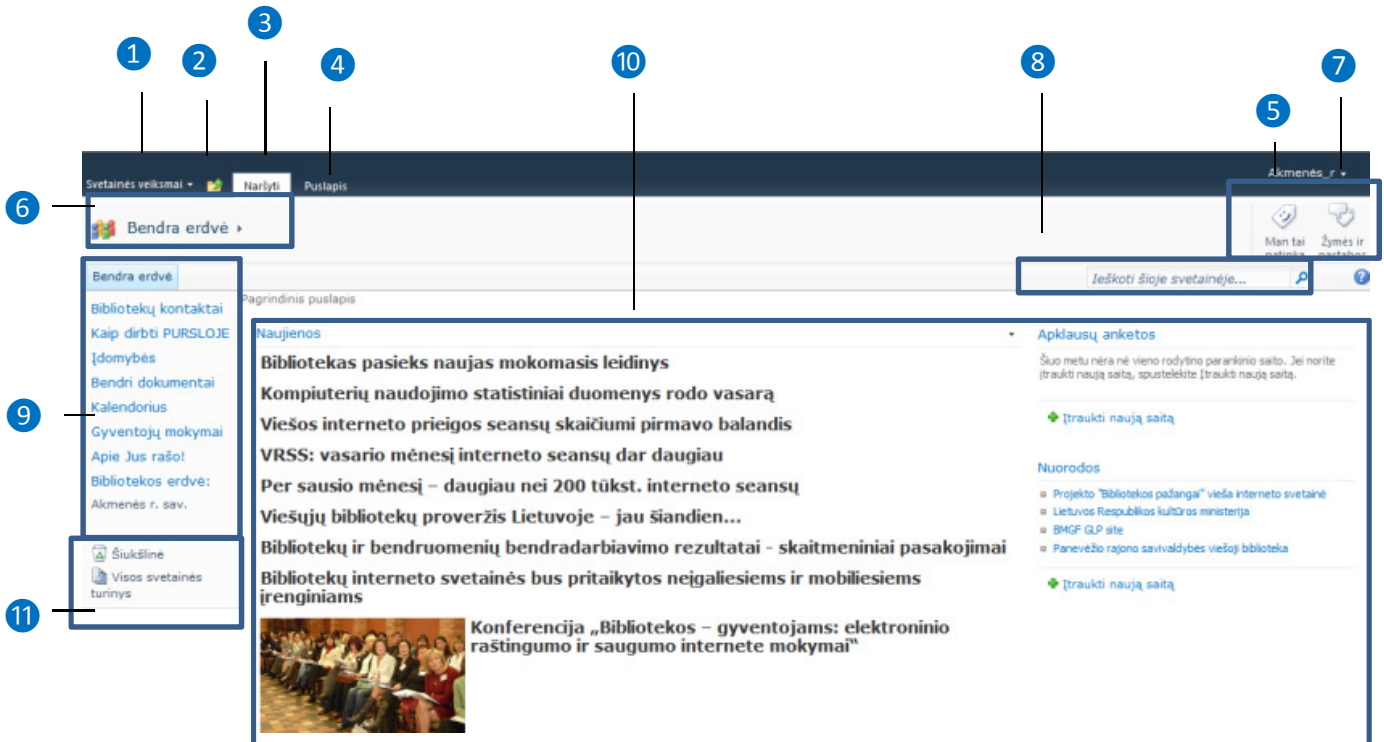 3
1
2
4
10
8
7
5
Akmenės_r
Svetainės veiksmai
Naršyti
Puslapis
6
Bendra erdvė
Man tai
patinka
Žymės ir
pastabos
Bendra erdvė
Ieškoti šioje svetainėje...
Pagrindinis puslapis
Bibliotekų kontaktai
Kaip dirbti PURSLOJE
Įdomybės
Bendri dokumentai
Kalendorius
Gyventojų mokymai
Apie Jus rašo!
Bibliotekos erdvė:
Akmenės r. sav.
9
Šiukšlinė
Visos svetainės
turinys
11
Naujienos
Bibliotekas pasieks naujas mokomasis leidinys
Kompiuterių naudojimo statistiniai duomenys rodo vasarą
Viešos interneto prieigos seansų skaičiumi pirmavo balandis
VRSS: vasario mėnesį interneto seansų dar daugiau
Per sausio mėnesį – daugiau nei 200 tūkst. interneto seansų
Viešųjų bibliotekų proveržis Lietuvoje – jau šiandien...
Bibliotekų ir bendruomenių bendradarbiavimo rezultatai - skaitmeniniai pasakojimai
Bibliotekų interneto svetainės bus pritaikytos neįgaliesiems ir mobiliesiems
įrenginiams
Konferencija „Bibliotekos – gyventojams: elektroninio
raštingumo ir saugumo internete mokymai“
Apklausų anketos
Šiuo metu nėra nė vieno rodytino parankinio saito. Jei norite
įtraukti naują saitą, spustelėkite Įtraukti naują saitą.
Įtraukti naują saitą
Nuorodos
Projekto "Bibliotekos pažangai" vieša interneto svetainė
Lietuvos Respublikos kultūros ministerija
BMGF GLP site
Panevėžio rajono savivaldybės viešoji biblioteka
Įtraukti naują saitą